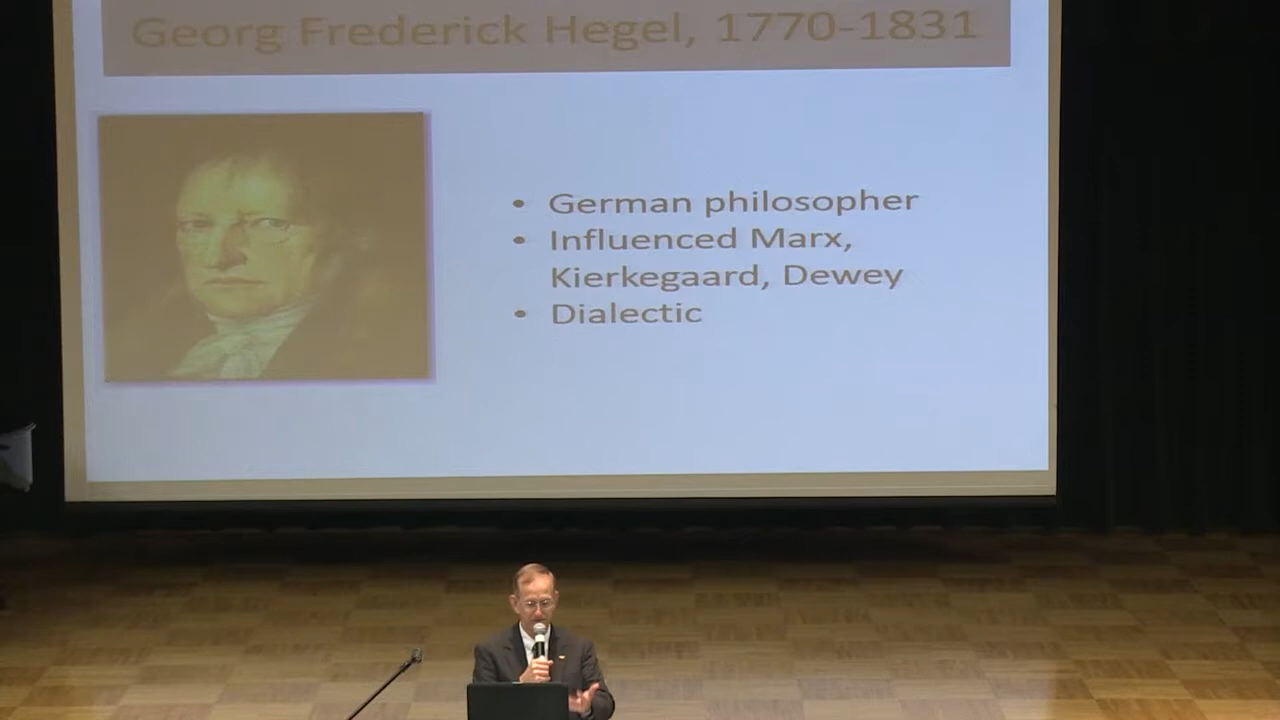 Georg Frederick Hegel, 1770-1831
• German philosopher
• Influenced Marx,
Kierkegaard, Dewey
• Dialectic